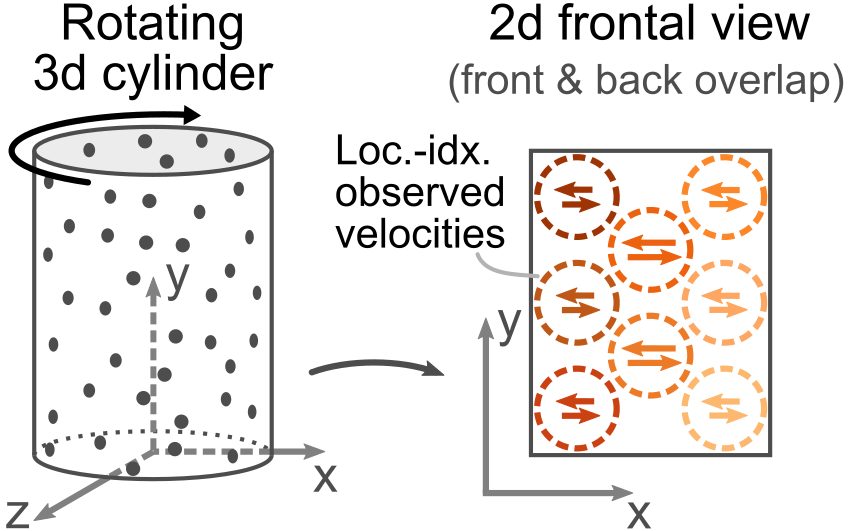 Rotating
3d cylinder
2d frontal view
(front & back overlap)
Loc.-idx.
observed
velocities
y
x
z
y
x